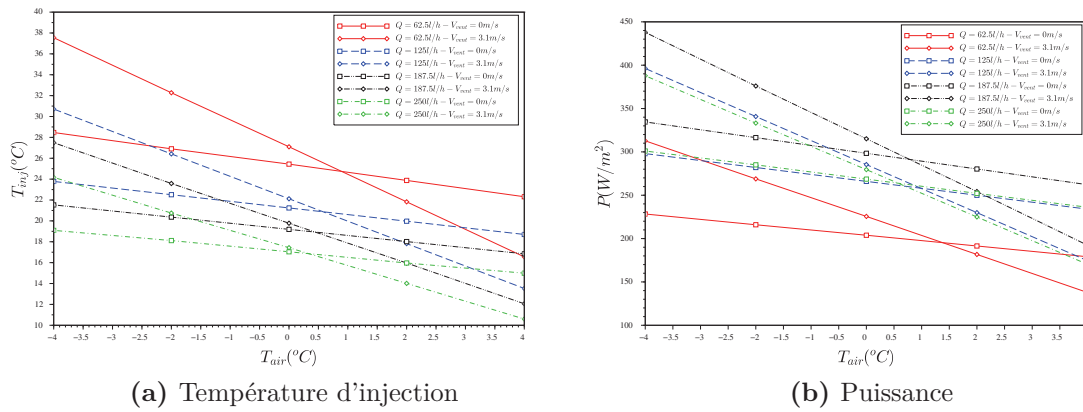 40
38
36
34
32
30
28
26
24
22
20
18
16
14
12
10
T_inj(°C)
−4 −3.5 −3 −2.5 −2 −1.5 −1 −0.5 0 0.5 1 1.5 2 2.5 3 3.5 4
T_air(°C)
Q = 62.5l/h − V_vent = 0m/s
Q = 62.5l/h − V_vent = 3.1m/s
Q = 125l/h − V_vent = 0m/s
Q = 125l/h − V_vent = 3.1m/s
Q = 187.5l/h − V_vent = 0m/s
Q = 187.5l/h − V_vent = 3.1m/s
Q = 250l/h − V_vent = 0m/s
Q = 250l/h − V_vent = 3.1m/s
(a) Température d'injection
450
400
350
300
250
200
150
100
P(W/m²)
−4 −3.5 −3 −2.5 −2 −1.5 −1 −0.5 0 0.5 1 1.5 2 2.5 3 3.5
T_air(°C)
Q = 62.5l/h − V_vent = 0m/s
Q = 62.5l/h − V_vent = 3.1m/s
Q = 125l/h − V_vent = 0m/s
Q = 125l/h − V_vent = 3.1m/s
Q = 187.5l/h − V_vent = 0m/s
Q = 187.5l/h − V_vent = 3.1m/s
Q = 250l/h − V_vent = 0m/s
Q = 250l/h − V_vent = 3.1m/s
(b) Puissance